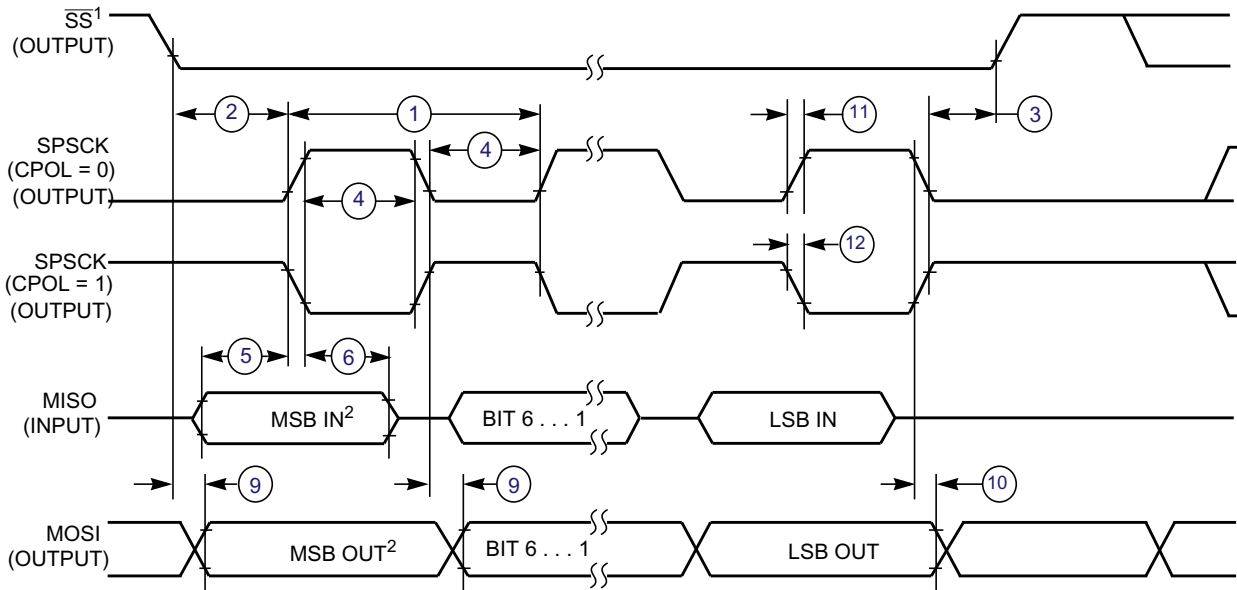 SS¹
(OUTPUT)
2
1
11
3
SPSCK
(CPOL = 0)
(OUTPUT)
4
4
12
SPSCK
(CPOL = 1)
(OUTPUT)
5
6
MISO
(INPUT)
MSB IN²
BIT 6 . . . 1
LSB IN
9
9
10
MOSI
(OUTPUT)
MSB OUT²
BIT 6 . . . 1
LSB OUT